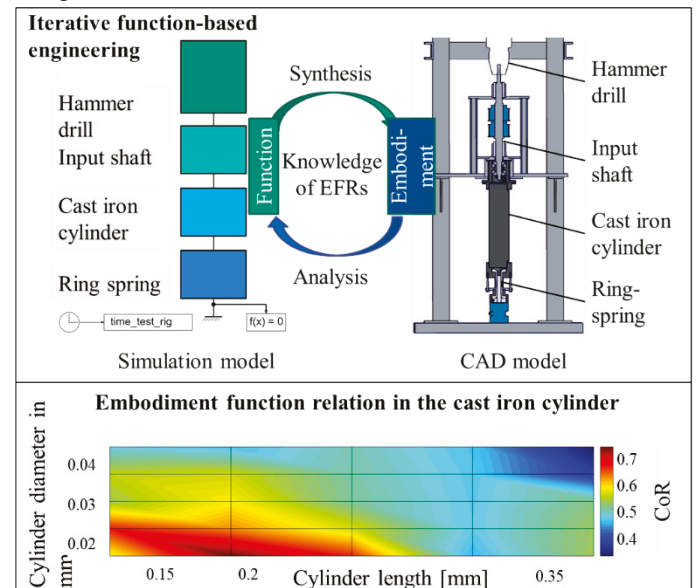 Iterative function-based
engineering
Hammer
drill
Input shaft
Cast iron
cylinder
Ring spring
time_test_rig
f(x) = 0
Simulation model
Synthesis
Function
Knowledge
of EFRs
Embodi-
ment
Analysis
Hammer
drill
Input
shaft
Cast iron
cylinder
Ring-
spring
CAD model
Embodiment function relation in the cast iron cylinder
Cylinder diameter in
mm
0.04
0.03
0.02
0.15 0.2 Cylinder length [mm] 0.35
0.7
0.6
0.5
0.4
CoR